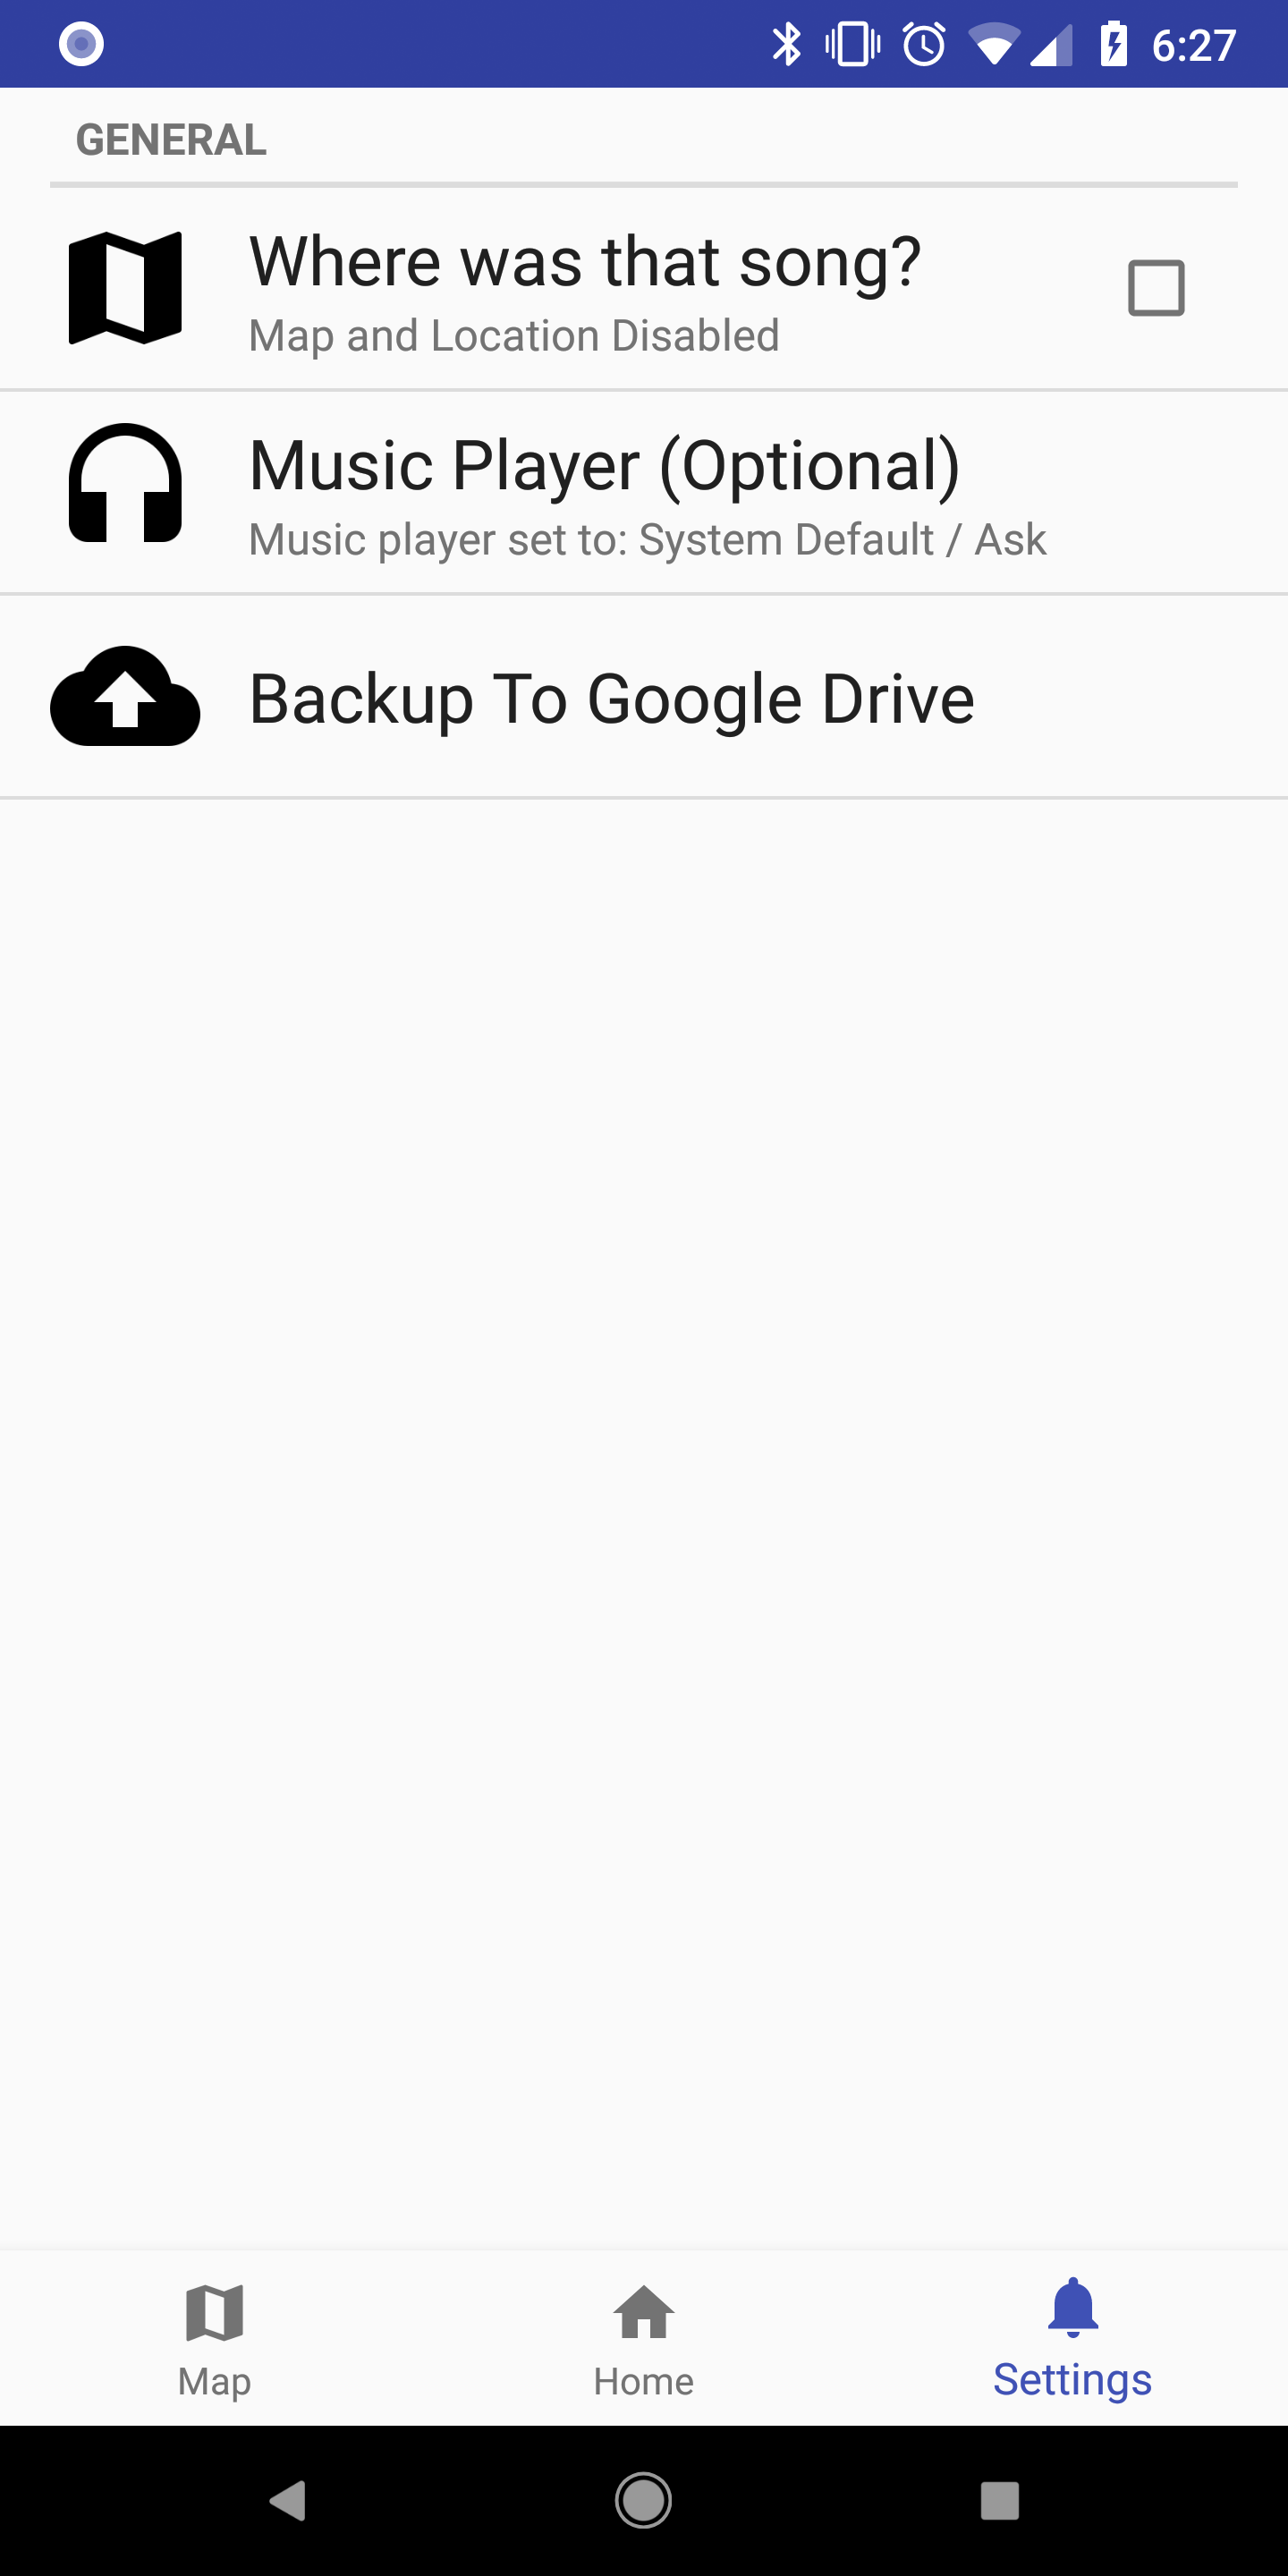 6:27
GENERAL
Where was that song?
Map and Location Disabled
Music Player (Optional)
Music player set to: System Default / Ask
Backup To Google Drive
Map
Home
Settings